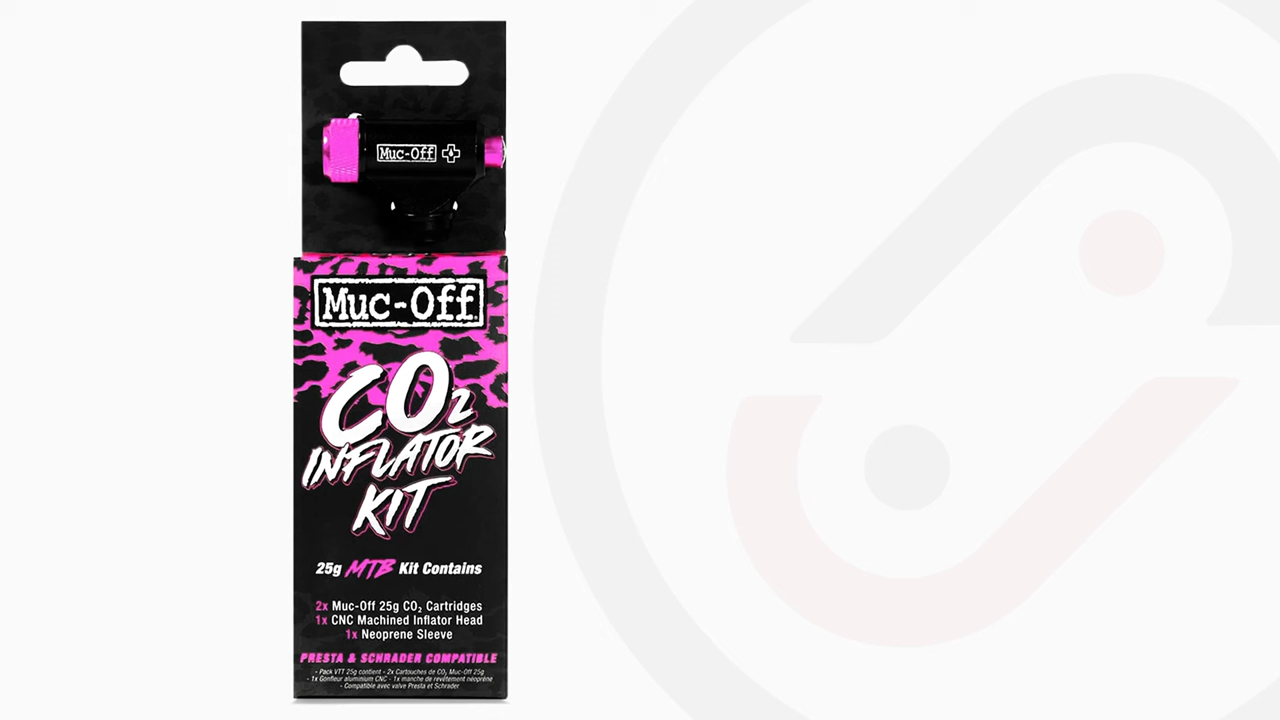 Muc-Off
Muc-Off
CO₂
INFLATOR
KIT
25g MTB Kit Contains
2x Muc-Off 25g CO₂ Cartridges
1x CNC Machined Inflator Head
1x Neoprene Sleeve
PRESTA & SCHRADER COMPATIBLE
- Pack VTT 25g contient - 2x Cartouches de CO₂ Muc-Off 25g
- 1x Gonfleur aluminium CNC - 1x manche de revêtement néoprène
- Compatible avec valve Presta et Schrader